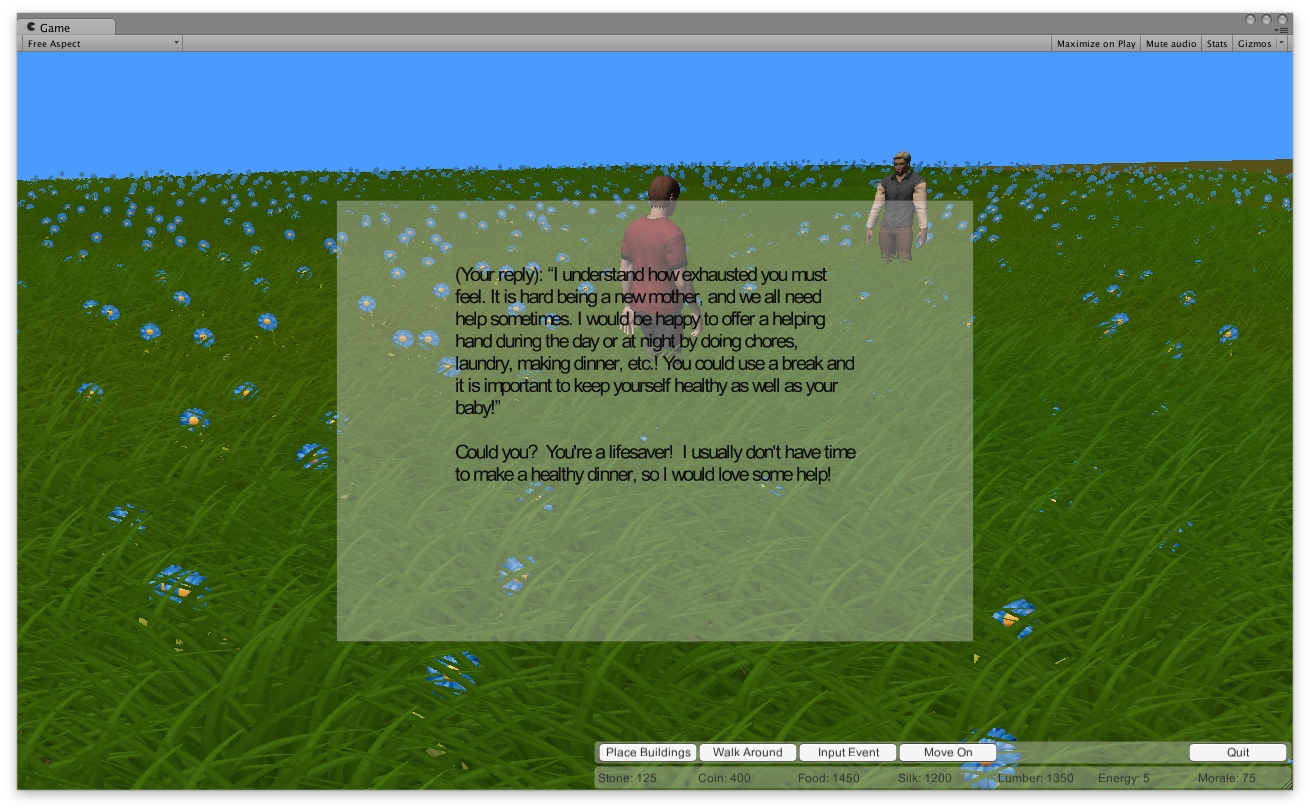 Game
Free Aspect
Maximize on Play Mute audio Stats Gizmos
(Your reply): “I understand how exhausted you must
feel. It is hard being a new mother, and we all need
help sometimes. I would be happy to offer a helping
hand during the day or at night by doing chores,
laundry, making dinner, etc.! You could use a break and
it is important to keep yourself healthy as well as your
baby!”
Could you?  You're a lifesaver!  I usually don't have time
to make a healthy dinner, so I would love some help!
Place Buildings Walk Around Input Event Move On Quit
Stone: 125 Coin: 400 Food: 1450 Silk: 1200 Lumber: 1350 Energy: 5 Morale: 75